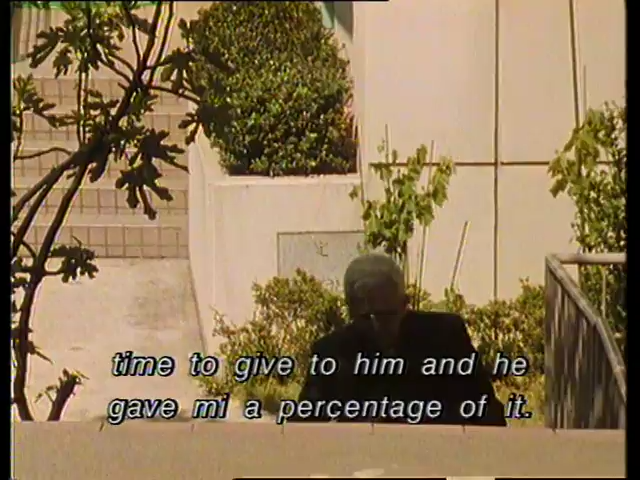 time to give to him and he
gave mi a percentage of it.